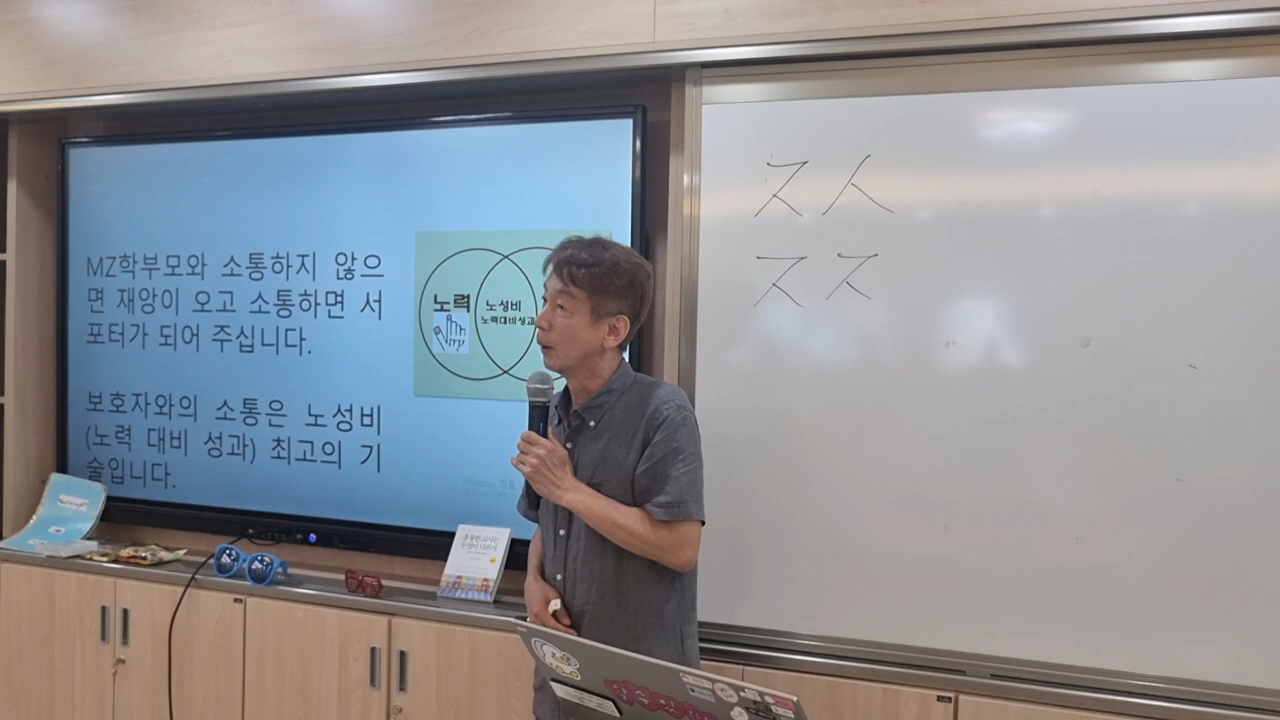 MZ학부모와 소통하지 않으
면 재앙이 오고 소통하면 서
포터가 되어 주십니다.
보호자와의 소통은 노성비
(노력 대비 성과) 최고의 기
술입니다.
노력
노성비
노력대비성과
Windows 정품
ㅈㅅ
ㅈㅈ